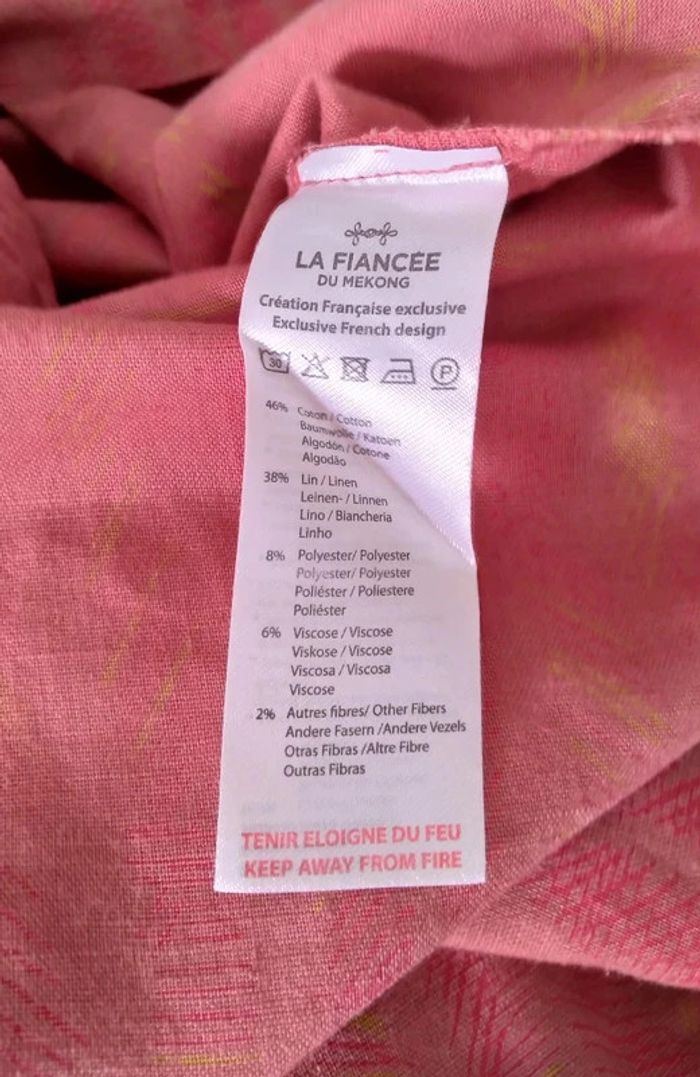 LA FIANCÉE
DU MEKONG
Création Française exclusive
Exclusive French design
30 P
46% Coton / Cotton
Baumwolle / Katoen
Algodón / Cotone
Algodão
38% Lin / Linen
Leinen- / Linnen
Lino / Biancheria
Linho
8% Polyester/ Polyester
Polyester/ Polyester
Poliéster / Poliestere
Poliéster
6% Viscose / Viscose
Viskose / Viscose
Viscosa / Viscosa
Viscose
2% Autres fibres/ Other Fibers
Andere Fasern /Andere Vezels
Otras Fibras /Altre Fibre
Outras Fibras
TENIR ELOIGNE DU FEU
KEEP AWAY FROM FIRE